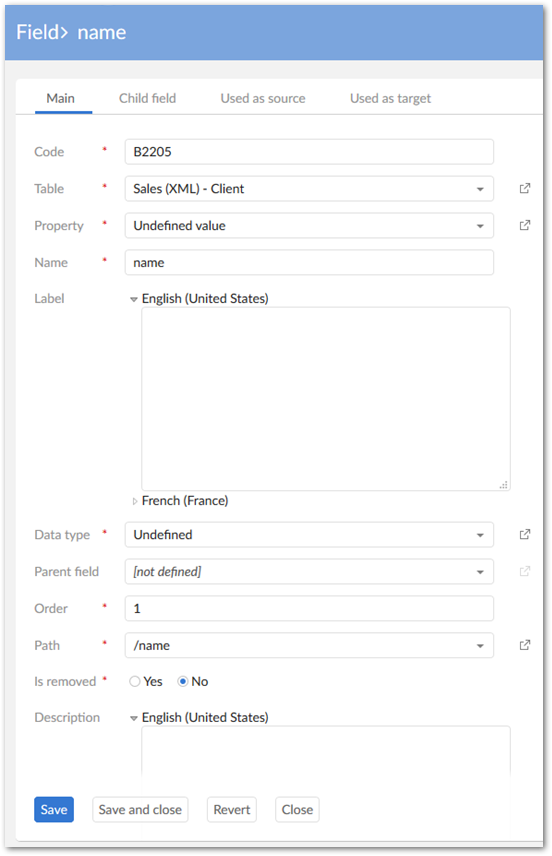 Field> name
Main Child field Used as source Used as target
Code * B2205
Table * Sales (XML) - Client
Property * Undefined value
Name * name
Label English (United States)
French (France)
Data type * Undefined
Parent field [not defined]
Order * 1
Path * /name
Is removed * Yes No
Description English (United States)
Save Save and close Revert Close